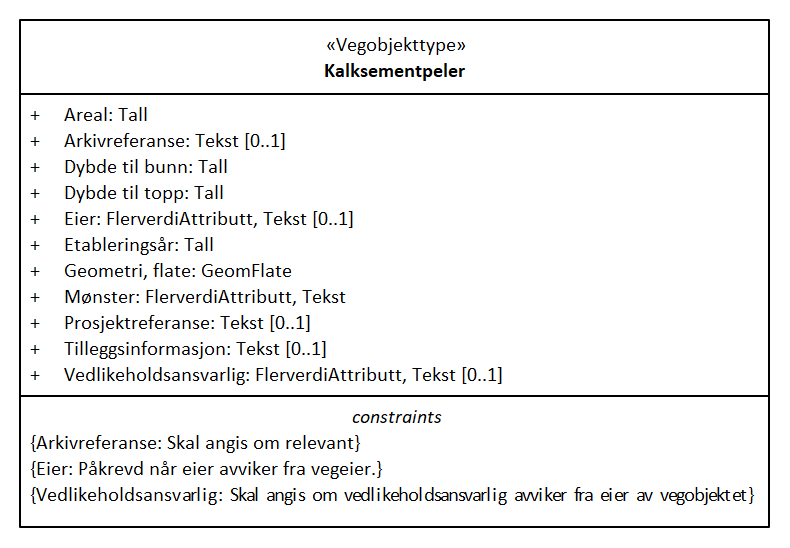 «Vegobjekttype»
Kalksementpeler
+ Areal: Tall
+ Arkivreferanse: Tekst [0..1]
+ Dybde til bunn: Tall
+ Dybde til topp: Tall
+ Eier: FlerverdiAttributt, Tekst [0..1]
+ Etableringsår: Tall
+ Geometri, flate: GeomFlate
+ Mønster: FlerverdiAttributt, Tekst
+ Prosjektreferanse: Tekst [0..1]
+ Tilleggsinformasjon: Tekst [0..1]
+ Vedlikeholdsansvarlig: FlerverdiAttributt, Tekst [0..1]
constraints
{Arkivreferanse: Skal angis om relevant}
{Eier: Påkrevd når eier avviker fra vegeier.}
{Vedlikeholdsansvarlig: Skal angis om vedlikeholdsansvarlig avviker fra eier av vegobjektet}